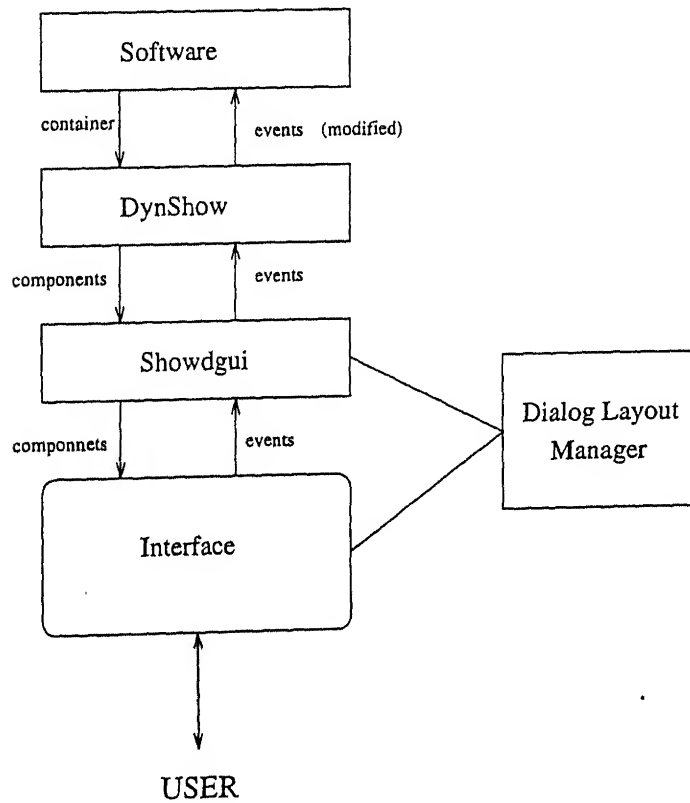 Software
container
events (modified)
DynShow
components
events
Showdgui
Dialog Layout
Manager
componnets
events
Interface
USER